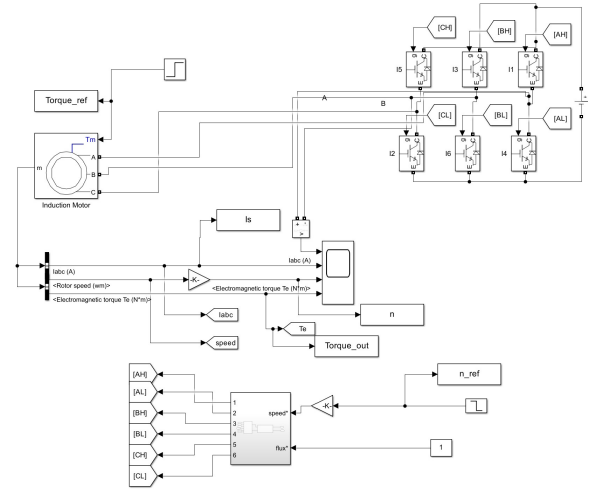 [CH]
[BH]
[AH]
I5
I3
I1
g
C
E
g
C
E
g
C
E
+
Torque_ref
A
B
[CL]
[BL]
[AL]
I2
I6
I4
g
C
E
g
C
E
g
C
E
Tm
m
A
B
C
Induction Motor
Is
+
-
v
Iabc (A)
Iabc (A)
<Rotor speed (wm)>
-K-
<Electromagnetic torque Te (N*m)>
<Electromagnetic torque Te (N*m)>
Iabc
n
speed
Te
Torque_out
[AH]
[AL]
[BH]
[BL]
[CH]
[CL]
1
2
3
4
5
6
speed*
flux*
-K-
n_ref
1